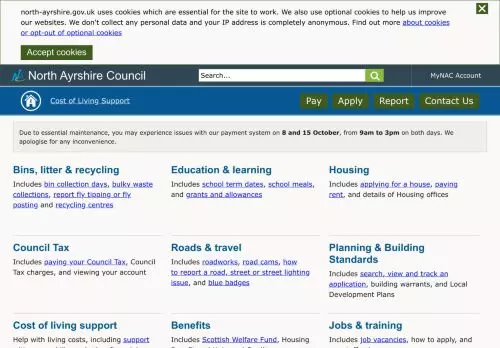 north-ayrshire.gov.uk uses cookies which are essential for the site to work. We also use optional cookies to help us improve
our websites. We don't collect any personal data and your IP address is completely anonymous. Find out more about cookies
or opt-out of optional cookies
Accept cookies
North Ayrshire Council
Search...
MyNAC Account
Cost of Living Support
Pay
Apply
Report
Contact Us
Due to essential maintenance, you may experience issues with our payment system on 8 and 15 October, from 9am to 3pm on both days. We
apologise for any inconvenience.
Bins, litter & recycling
Includes bin collection days, bulky waste
collections, report fly tipping or fly
posting and recycling centres
Education & learning
Includes school term dates, school meals,
and grants and allowances
Housing
Includes applying for a house, paying
rent, and details of Housing offices
Council Tax
Includes paying your Council Tax, Council
Tax charges, and viewing your account
Roads & travel
Includes roadworks, road cams, how
to report a road, street or street lighting
issue, and blue badges
Planning & Building
Standards
Includes search, view and track an
application, building warrants, and Local
Development Plans
Cost of living support
Help with living costs, including support
Benefits
Includes Scottish Welfare Fund, Housing
Jobs & training
Includes job vacancies, how to apply, and